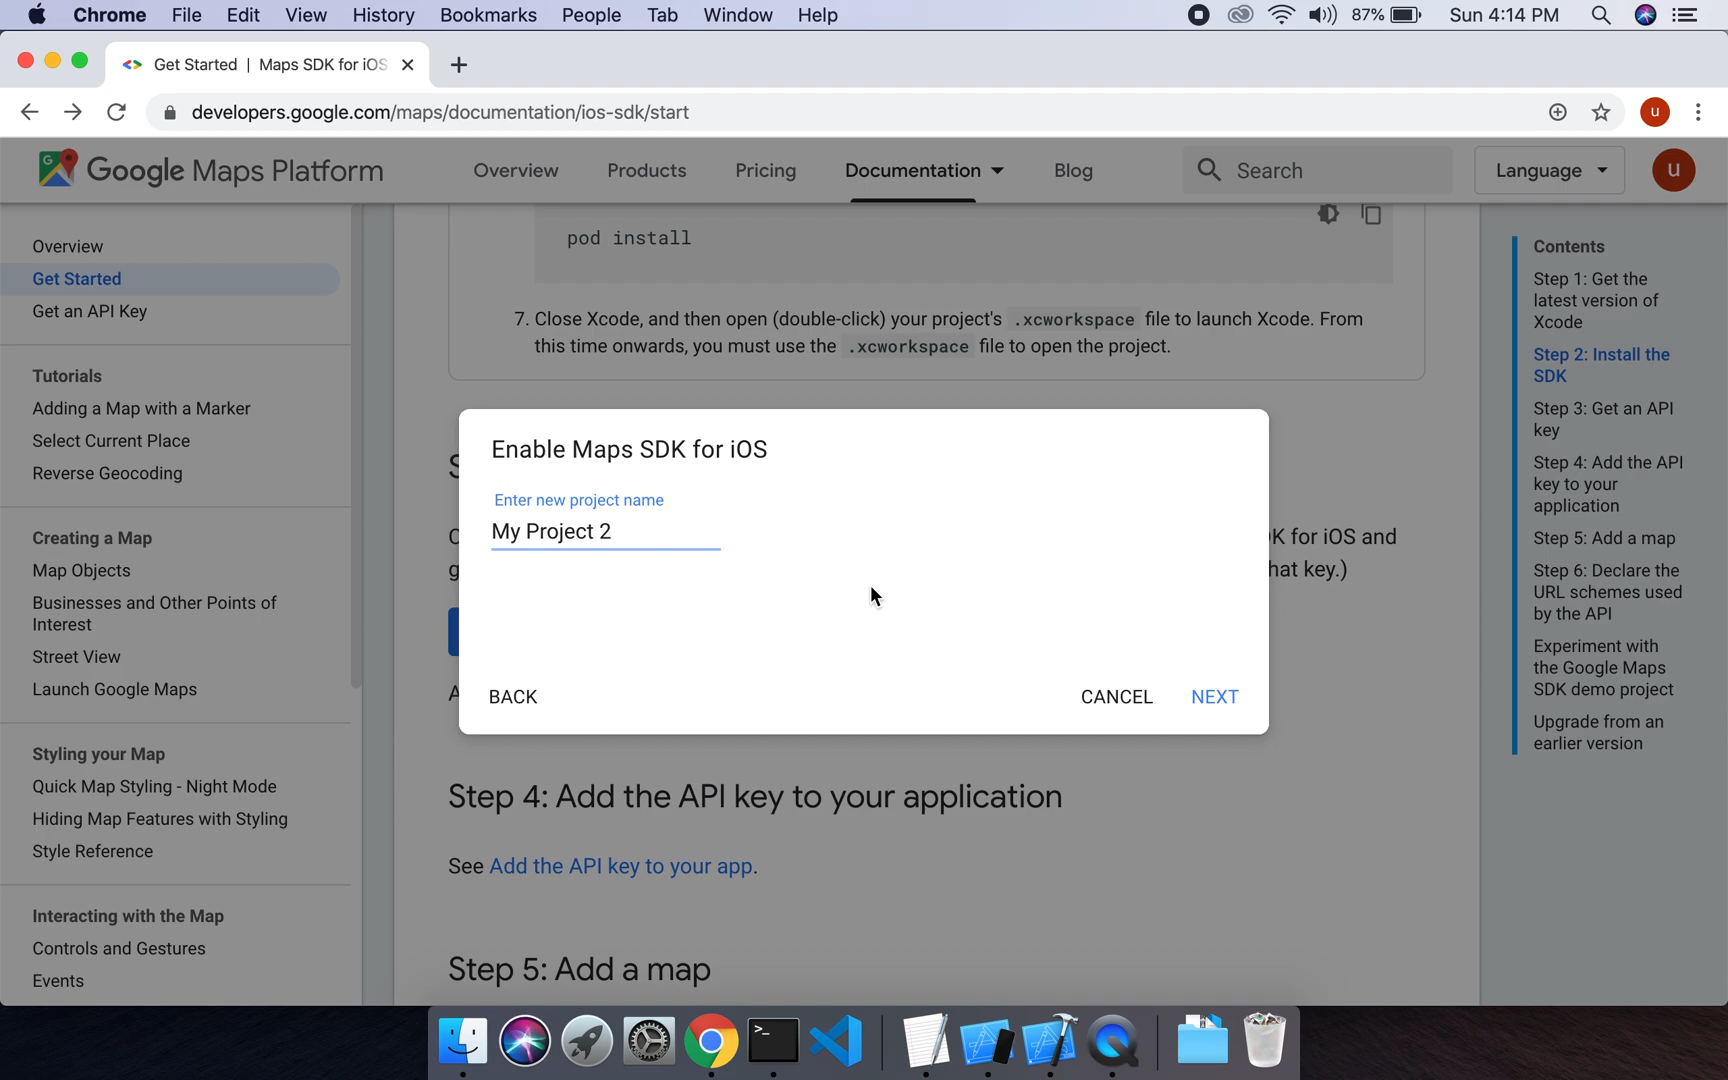 Chrome File Edit View History Bookmarks People Tab Window Help 87% Sun 4:14 PM
Get Started | Maps SDK for iOS
developers.google.com/maps/documentation/ios-sdk/start u
Google Maps Platform Overview Products Pricing Documentation Blog Search Language u
Overview
Get Started
Get an API Key
Tutorials
Adding a Map with a Marker
Select Current Place
Reverse Geocoding
Creating a Map
Map Objects
Businesses and Other Points of
Interest
Street View
Launch Google Maps
Styling your Map
Quick Map Styling - Night Mode
Hiding Map Features with Styling
Style Reference
Interacting with the Map
Controls and Gestures
Events
pod install
7. Close Xcode, and then open (double-click) your project's .xcworkspace file to launch Xcode. From
this time onwards, you must use the .xcworkspace file to open the project.
Enable Maps SDK for iOS
Enter new project name
My Project 2
BACK CANCEL NEXT
K for iOS and
hat key.)
Step 4: Add the API key to your application
See Add the API key to your app.
Step 5: Add a map
Contents
Step 1: Get the
latest version of
Xcode
Step 2: Install the
SDK
Step 3: Get an API
key
Step 4: Add the API
key to your
application
Step 5: Add a map
Step 6: Declare the
URL schemes used
by the API
Experiment with
the Google Maps
SDK demo project
Upgrade from an
earlier version